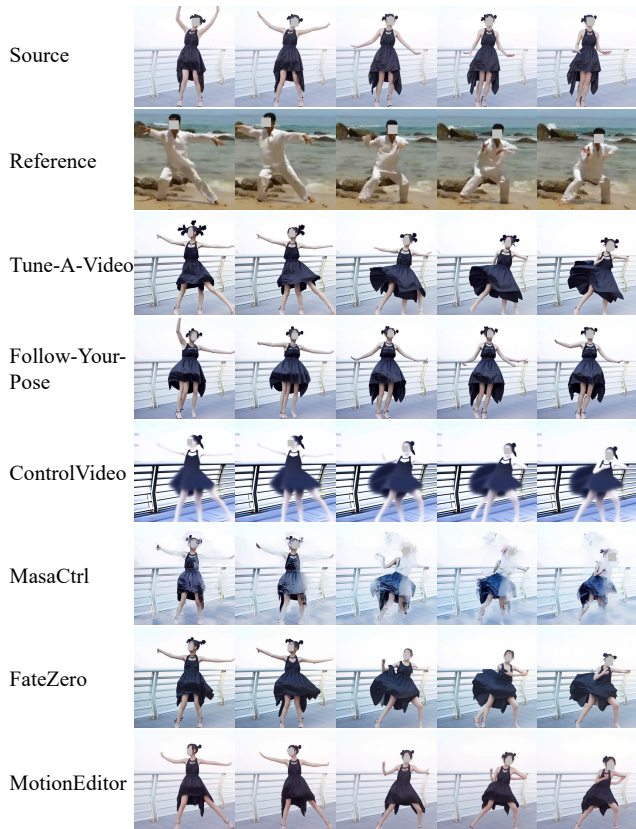 Source
Reference
Tune-A-Video
Follow-Your-
Pose
ControlVideo
MasaCtrl
FateZero
MotionEditor